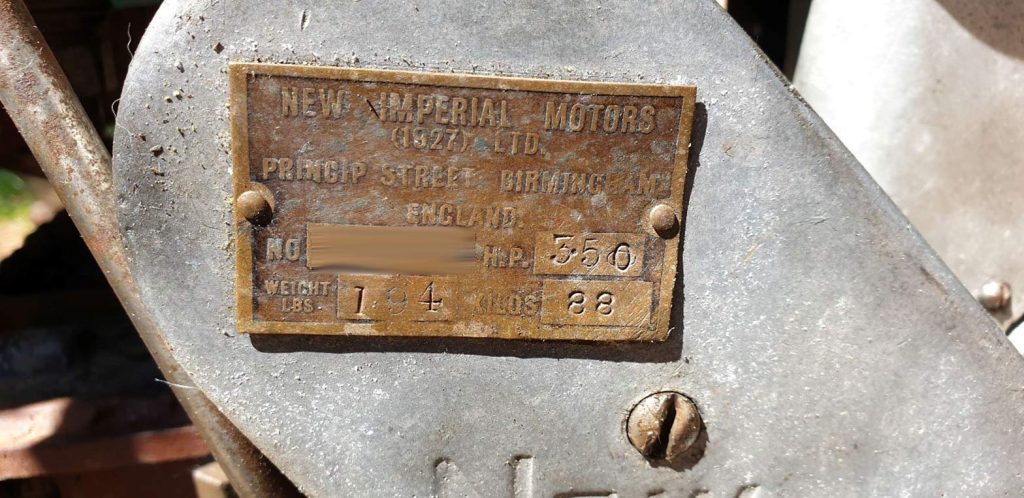 NEW IMPERIAL MOTORS
(1927) LTD.
PRINCIP STREET BIRMINGHAM
ENGLAND.
NO H.P. 350
WEIGHT LBS 194 KILOS 88